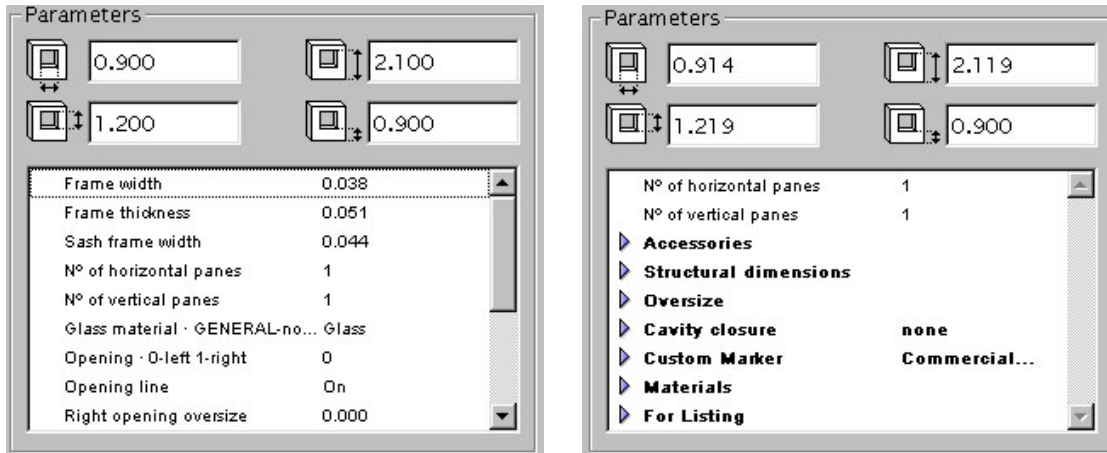 Parameters
0.900 2.100
1.200 0.900
Frame width 0.038
Frame thickness 0.051
Sash frame width 0.044
Nº of horizontal panes 1
Nº of vertical panes 1
Glass material · GENERAL-no... Glass
Opening · 0-left 1-right 0
Opening line On
Right opening oversize 0.000
Parameters
0.914 2.119
1.219 0.900
Nº of horizontal panes 1
Nº of vertical panes 1
Accessories
Structural dimensions
Oversize
Cavity closure none
Custom Marker Commercial...
Materials
For Listing